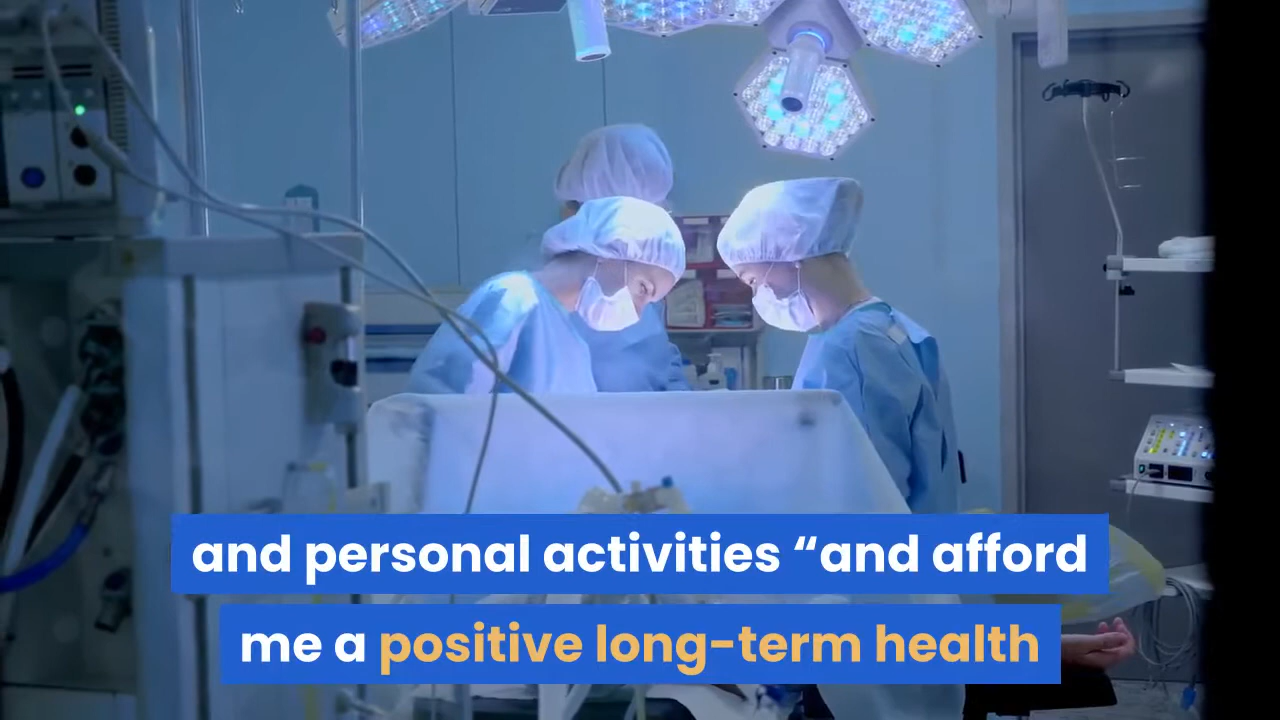 and personal activities “and afford
me a positive long-term health